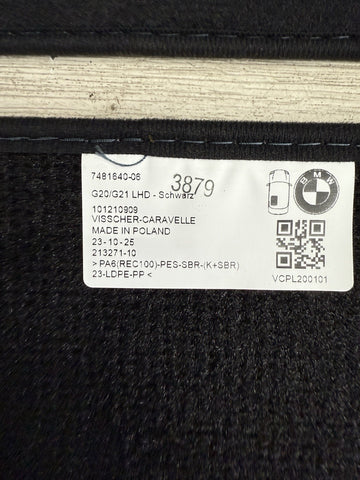 7481640-06
G20/G21 LHD - Schwarz
3879
101210909
VISSCHER-CARAVELLE
MADE IN POLAND
23-10-25
213271-10
> PA6(REC100)-PES-SBR-(K+SBR)
23-LDPE-PP <
BMW
VCPL200101